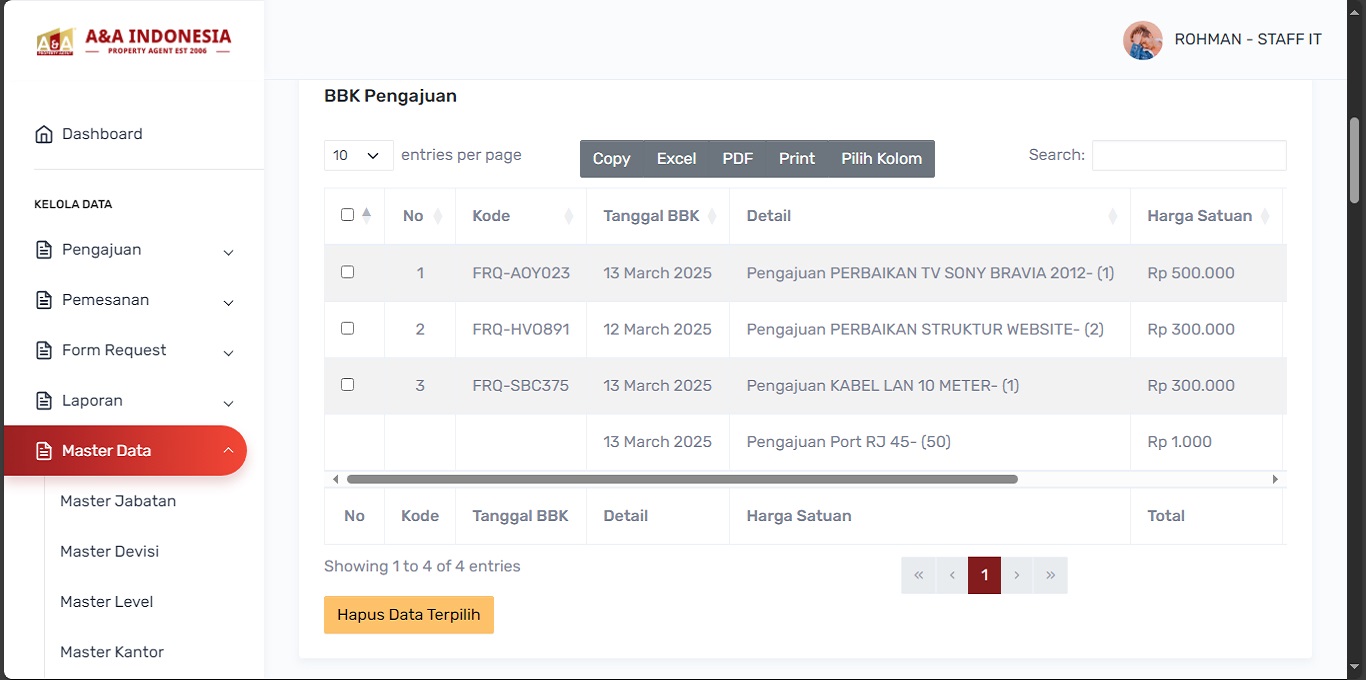 A&A INDONESIA
PROPERTY AGENT EST 2006
ROHMAN - STAFF IT
Dashboard
KELOLA DATA
Pengajuan
Pemesanan
Form Request
Laporan
Master Data
Master Jabatan
Master Devisi
Master Level
Master Kantor
BBK Pengajuan
10 entries per page
Copy Excel PDF Print Pilih Kolom
Search:
No Kode Tanggal BBK Detail Harga Satuan
1 FRQ-AOY023 13 March 2025 Pengajuan PERBAIKAN TV SONY BRAVIA 2012- (1) Rp 500.000
2 FRQ-HVO891 12 March 2025 Pengajuan PERBAIKAN STRUKTUR WEBSITE- (2) Rp 300.000
3 FRQ-SBC375 13 March 2025 Pengajuan KABEL LAN 10 METER- (1) Rp 300.000
13 March 2025 Pengajuan Port RJ 45- (50) Rp 1.000
No Kode Tanggal BBK Detail Harga Satuan Total
Showing 1 to 4 of 4 entries
« ‹ 1 › »
Hapus Data Terpilih